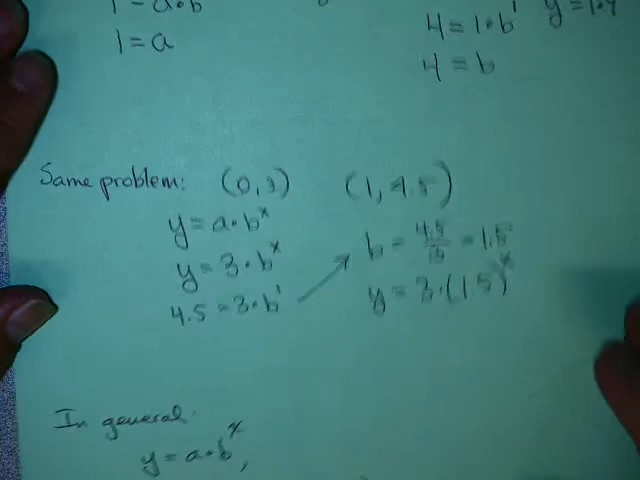 1 = a·b
1 = a
4 = 1·b¹
4 = b
Same problem: (0,3) (1, 4.5)
y = a·bˣ
y = 3·bˣ
4.5 = 3·b¹
b = 4.5/3 = 1.5
y = 3·(1.5)ˣ
In general:
y = a·bˣ,